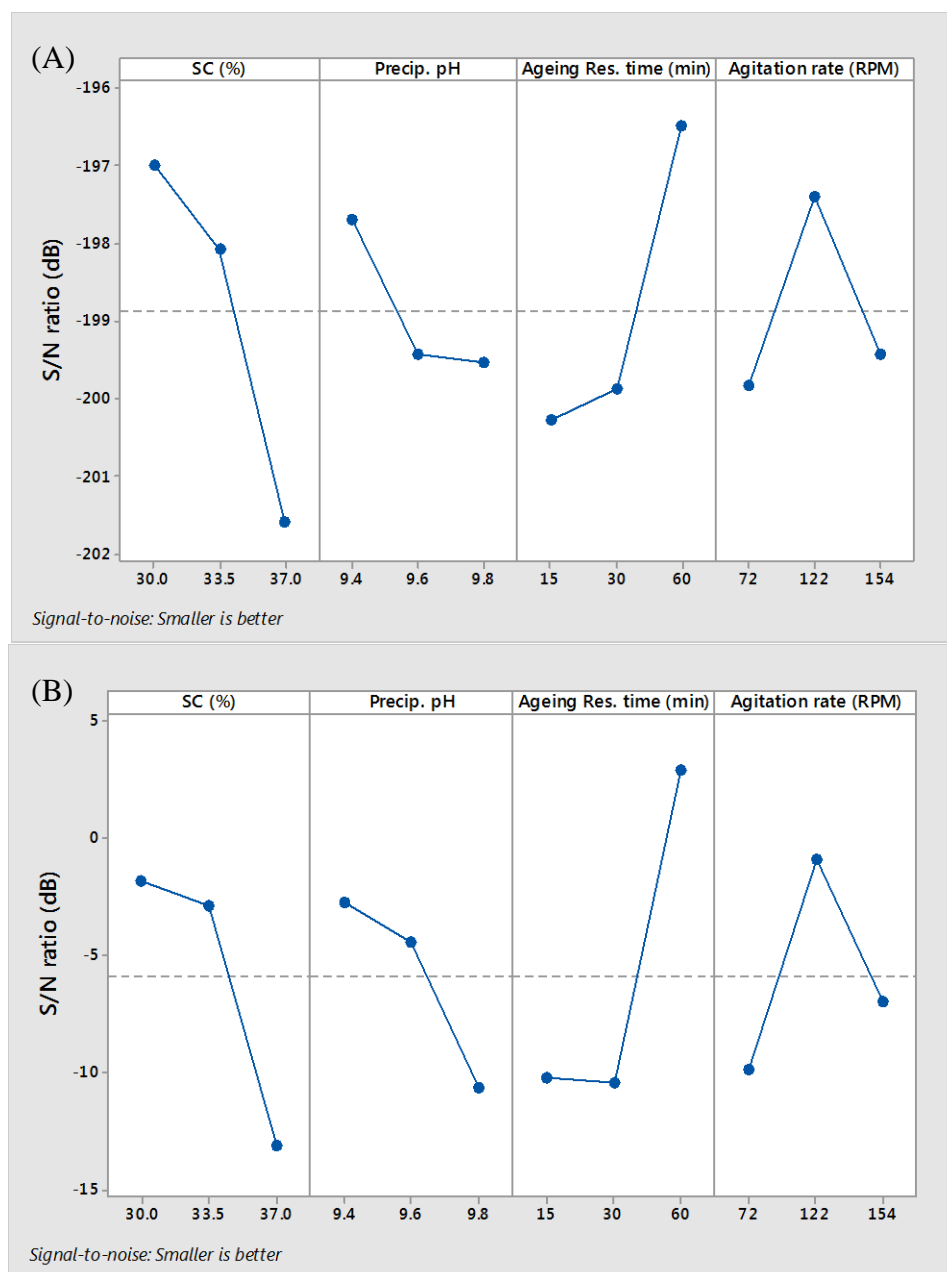 (A)
SC (%) Precip. pH Ageing Res. time (min) Agitation rate (RPM)
-196
-197
-198
-199
-200
-201
-202
S/N ratio (dB)
30.0 33.5 37.0 9.4 9.6 9.8 15 30 60 72 122 154
Signal-to-noise: Smaller is better
(B)
SC (%) Precip. pH Ageing Res. time (min) Agitation rate (RPM)
5
0
-5
-10
-15
S/N ratio (dB)
30.0 33.5 37.0 9.4 9.6 9.8 15 30 60 72 122 154
Signal-to-noise: Smaller is better